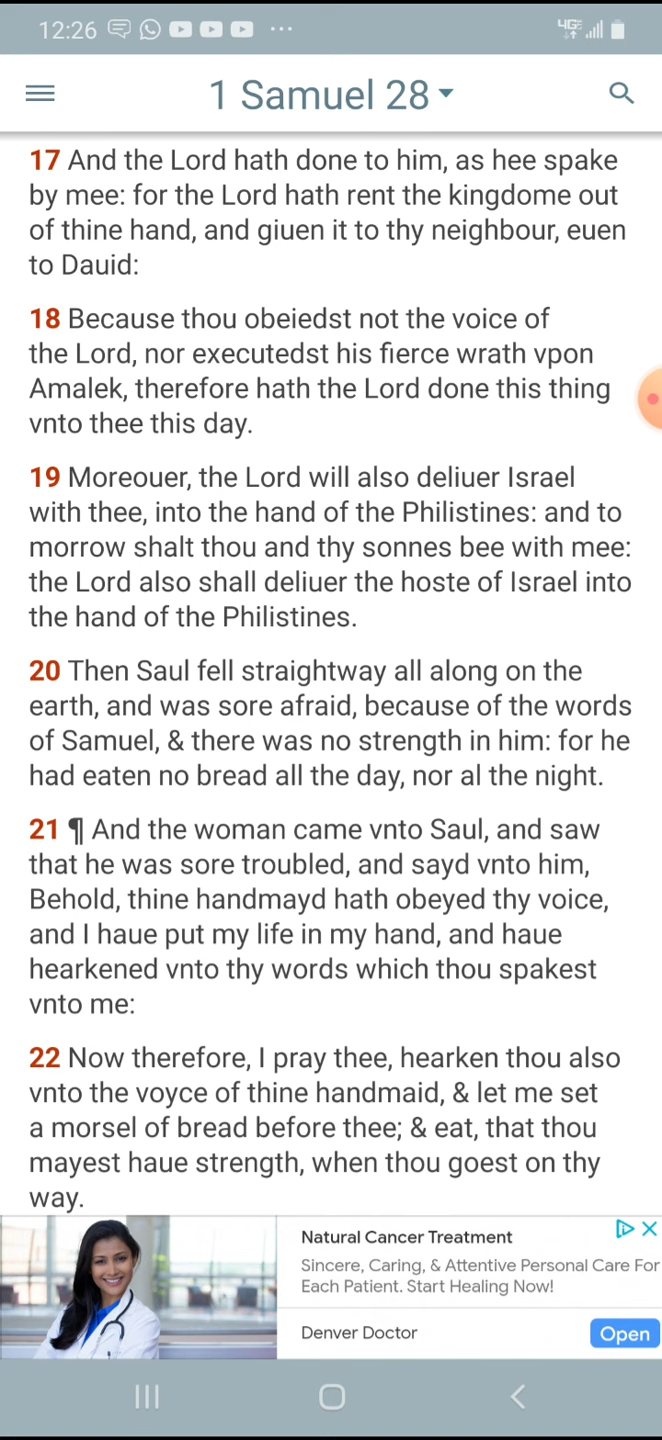 12:26
4GE
1 Samuel 28
17 And the Lord hath done to him, as hee spake
by mee: for the Lord hath rent the kingdome out
of thine hand, and giuen it to thy neighbour, euen
to Dauid:
18 Because thou obeiedst not the voice of
the Lord, nor executedst his fierce wrath vpon
Amalek, therefore hath the Lord done this thing
vnto thee this day.
19 Moreouer, the Lord will also deliuer Israel
with thee, into the hand of the Philistines: and to
morrow shalt thou and thy sonnes bee with mee:
the Lord also shall deliuer the hoste of Israel into
the hand of the Philistines.
20 Then Saul fell straightway all along on the
earth, and was sore afraid, because of the words
of Samuel, & there was no strength in him: for he
had eaten no bread all the day, nor al the night.
21 ¶ And the woman came vnto Saul, and saw
that he was sore troubled, and sayd vnto him,
Behold, thine handmayd hath obeyed thy voice,
and I haue put my life in my hand, and haue
hearkened vnto thy words which thou spakest
vnto me:
22 Now therefore, I pray thee, hearken thou also
vnto the voyce of thine handmaid, & let me set
a morsel of bread before thee; & eat, that thou
mayest haue strength, when thou goest on thy
way.
Natural Cancer Treatment
Sincere, Caring, & Attentive Personal Care For
Each Patient. Start Healing Now!
Denver Doctor
Open